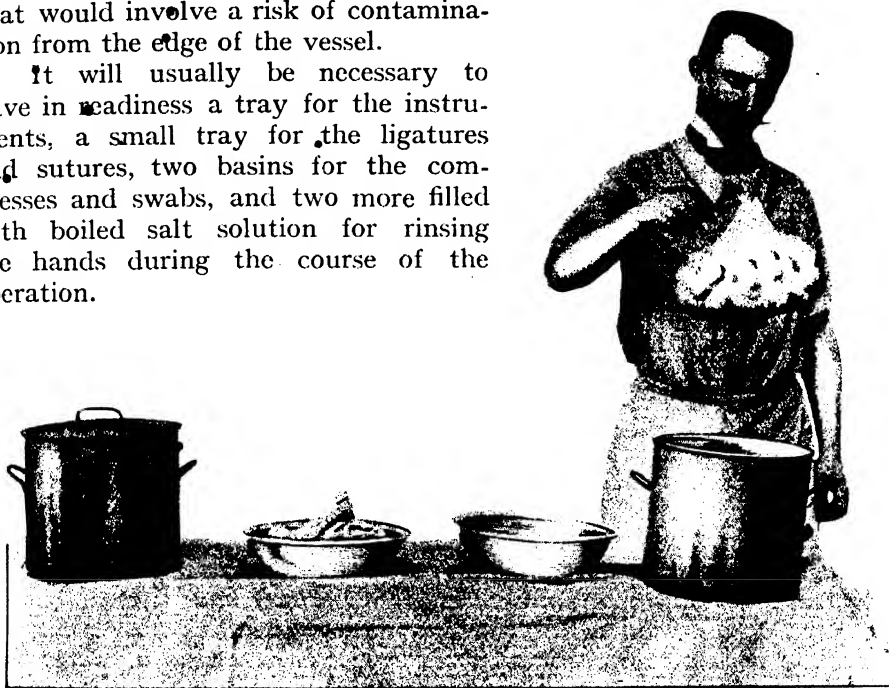 at would involve a risk of contamina-
on from the edge of the vessel.
It will usually be necessary to
ve in readiness a tray for the instru-
ents, a small tray for the ligatures
d sutures, two basins for the com-
esses and swabs, and two more filled
th boiled salt solution for rinsing
e hands during the course of the
eration.